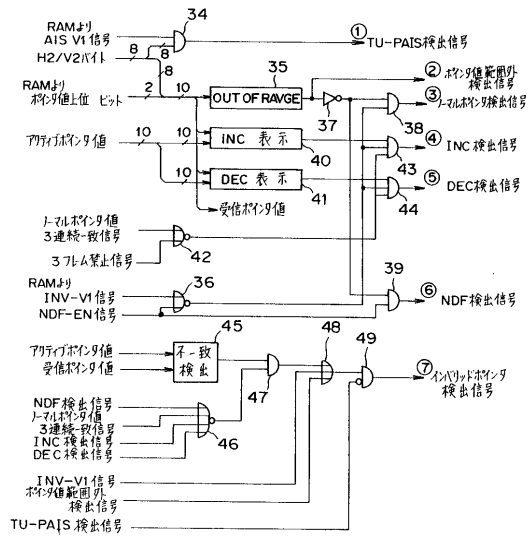 34
RAMより
AIS V1 信号
① TU-PAIS検出信号
H2/V2バイト
8
8
8
35
② ポインタ値範囲外
検出信号
RAMより
ポインタ値上位 ビット
2
10
OUT OF RAVGE
37
③ ノーマルポインタ検出信号
38
アクティブポインタ値
10
10
INC 表示
40
④ INC検出信号
43
10
DEC 表示
41
⑤ DEC検出信号
44
受信ポインタ値
ノーマルポインタ値
3連続一致信号
42
3フレム禁止信号
RAMより
INV-V1信号
36
NDF-EN信号
39
⑥ NDF検出信号
45
アクティブポインタ値
受信ポインタ値
不一致
検出
47
48
49
⑦ インバリッドポインタ
検出信号
NDF検出信号
ノーマルポインタ値
3連続一致信号
INC検出信号
DEC検出信号
46
INV-V1信号
ポインタ値範囲外
検出信号
TU-PAIS検出信号